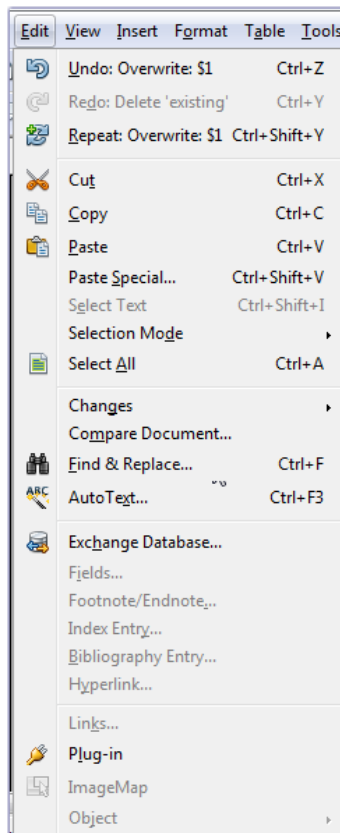 Edit View Insert Format Table Tools
Undo: Overwrite: $1 Ctrl+Z
Redo: Delete 'existing' Ctrl+Y
Repeat: Overwrite: $1 Ctrl+Shift+Y
Cut Ctrl+X
Copy Ctrl+C
Paste Ctrl+V
Paste Special... Ctrl+Shift+V
Select Text Ctrl+Shift+I
Selection Mode
Select All Ctrl+A
Changes
Compare Document...
Find & Replace... Ctrl+F
ABC
AutoText... Ctrl+F3
Exchange Database...
Fields...
Footnote/Endnote...
Index Entry...
Bibliography Entry...
Hyperlink...
Links...
Plug-in
ImageMap
Object